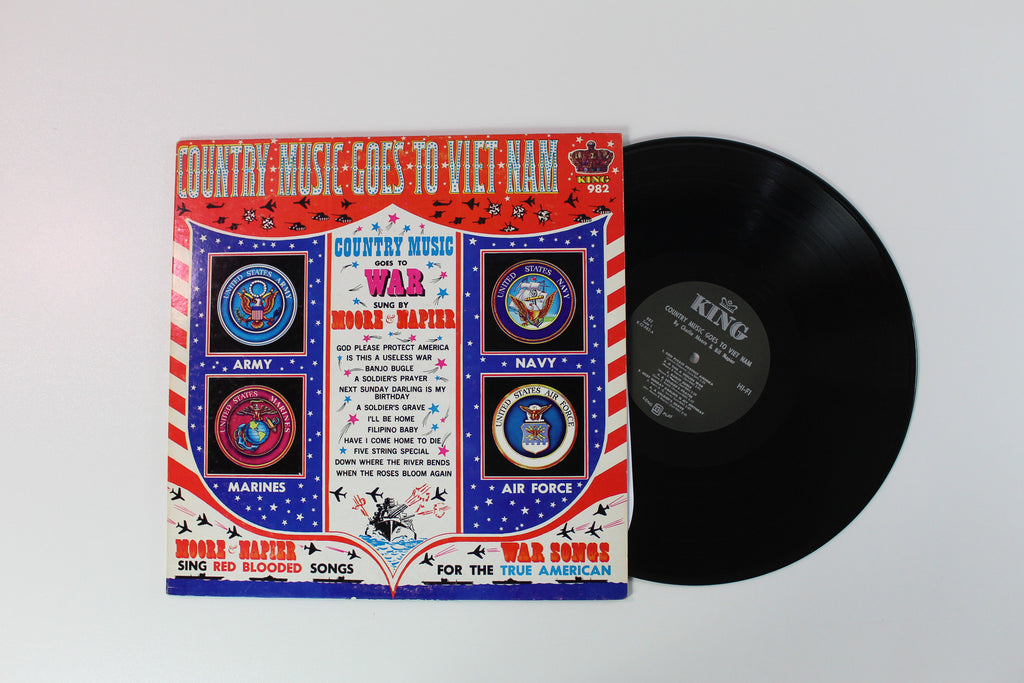 COUNTRY MUSIC GOES TO VIET NAM
KING
982
COUNTRY MUSIC
GOES TO
WAR
SUNG BY
MOORE & NAPIER
GOD PLEASE PROTECT AMERICA
IS THIS A USELESS WAR
BANJO BUGLE
A SOLDIER'S PRAYER
NEXT SUNDAY DARLING IS MY
BIRTHDAY
A SOLDIER'S GRAVE
I'LL BE HOME
FILIPINO BABY
HAVE I COME HOME TO DIE
FIVE STRING SPECIAL
DOWN WHERE THE RIVER BENDS
WHEN THE ROSES BLOOM AGAIN
UNITED STATES ARMY
ARMY
UNITED STATES MARINES
MARINES
UNITED STATES NAVY
NAVY
UNITED STATES AIR FORCE
AIR FORCE
MOORE & NAPIER
SING RED BLOODED SONGS
WAR SONGS
FOR THE TRUE AMERICAN
KING
COUNTRY MUSIC GOES TO VIET NAM
By Charlie Moore & Bill Napier
HI-FI